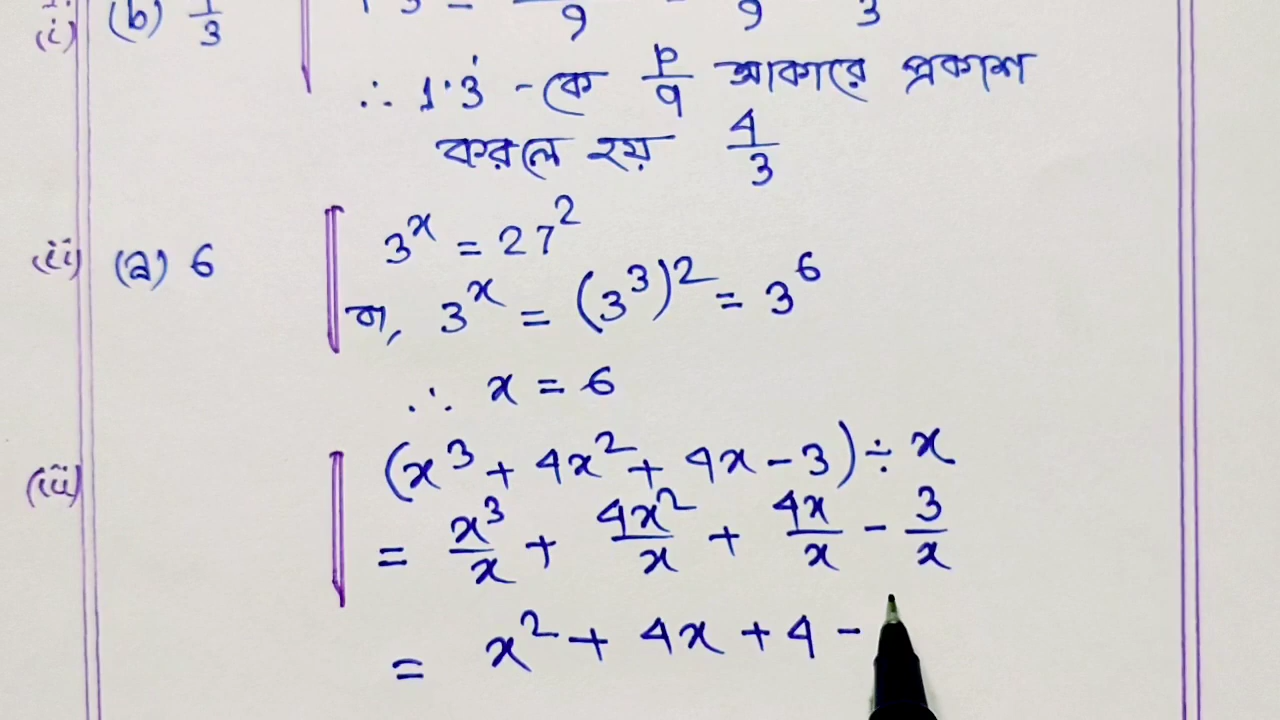 (i) (b) 1/3
∴ 1·3̇ - কে p/q আকারে প্রকাশ
করলে হয় 4/3
(ii) (a) 6
3^x = 27^2
বা, 3^x = (3^3)^2 = 3^6
∴ x = 6
(iii) (x^3 + 4x^2 + 4x - 3) ÷ x
= x^3/x + 4x^2/x + 4x/x - 3/x
= x^2 + 4x + 4 -